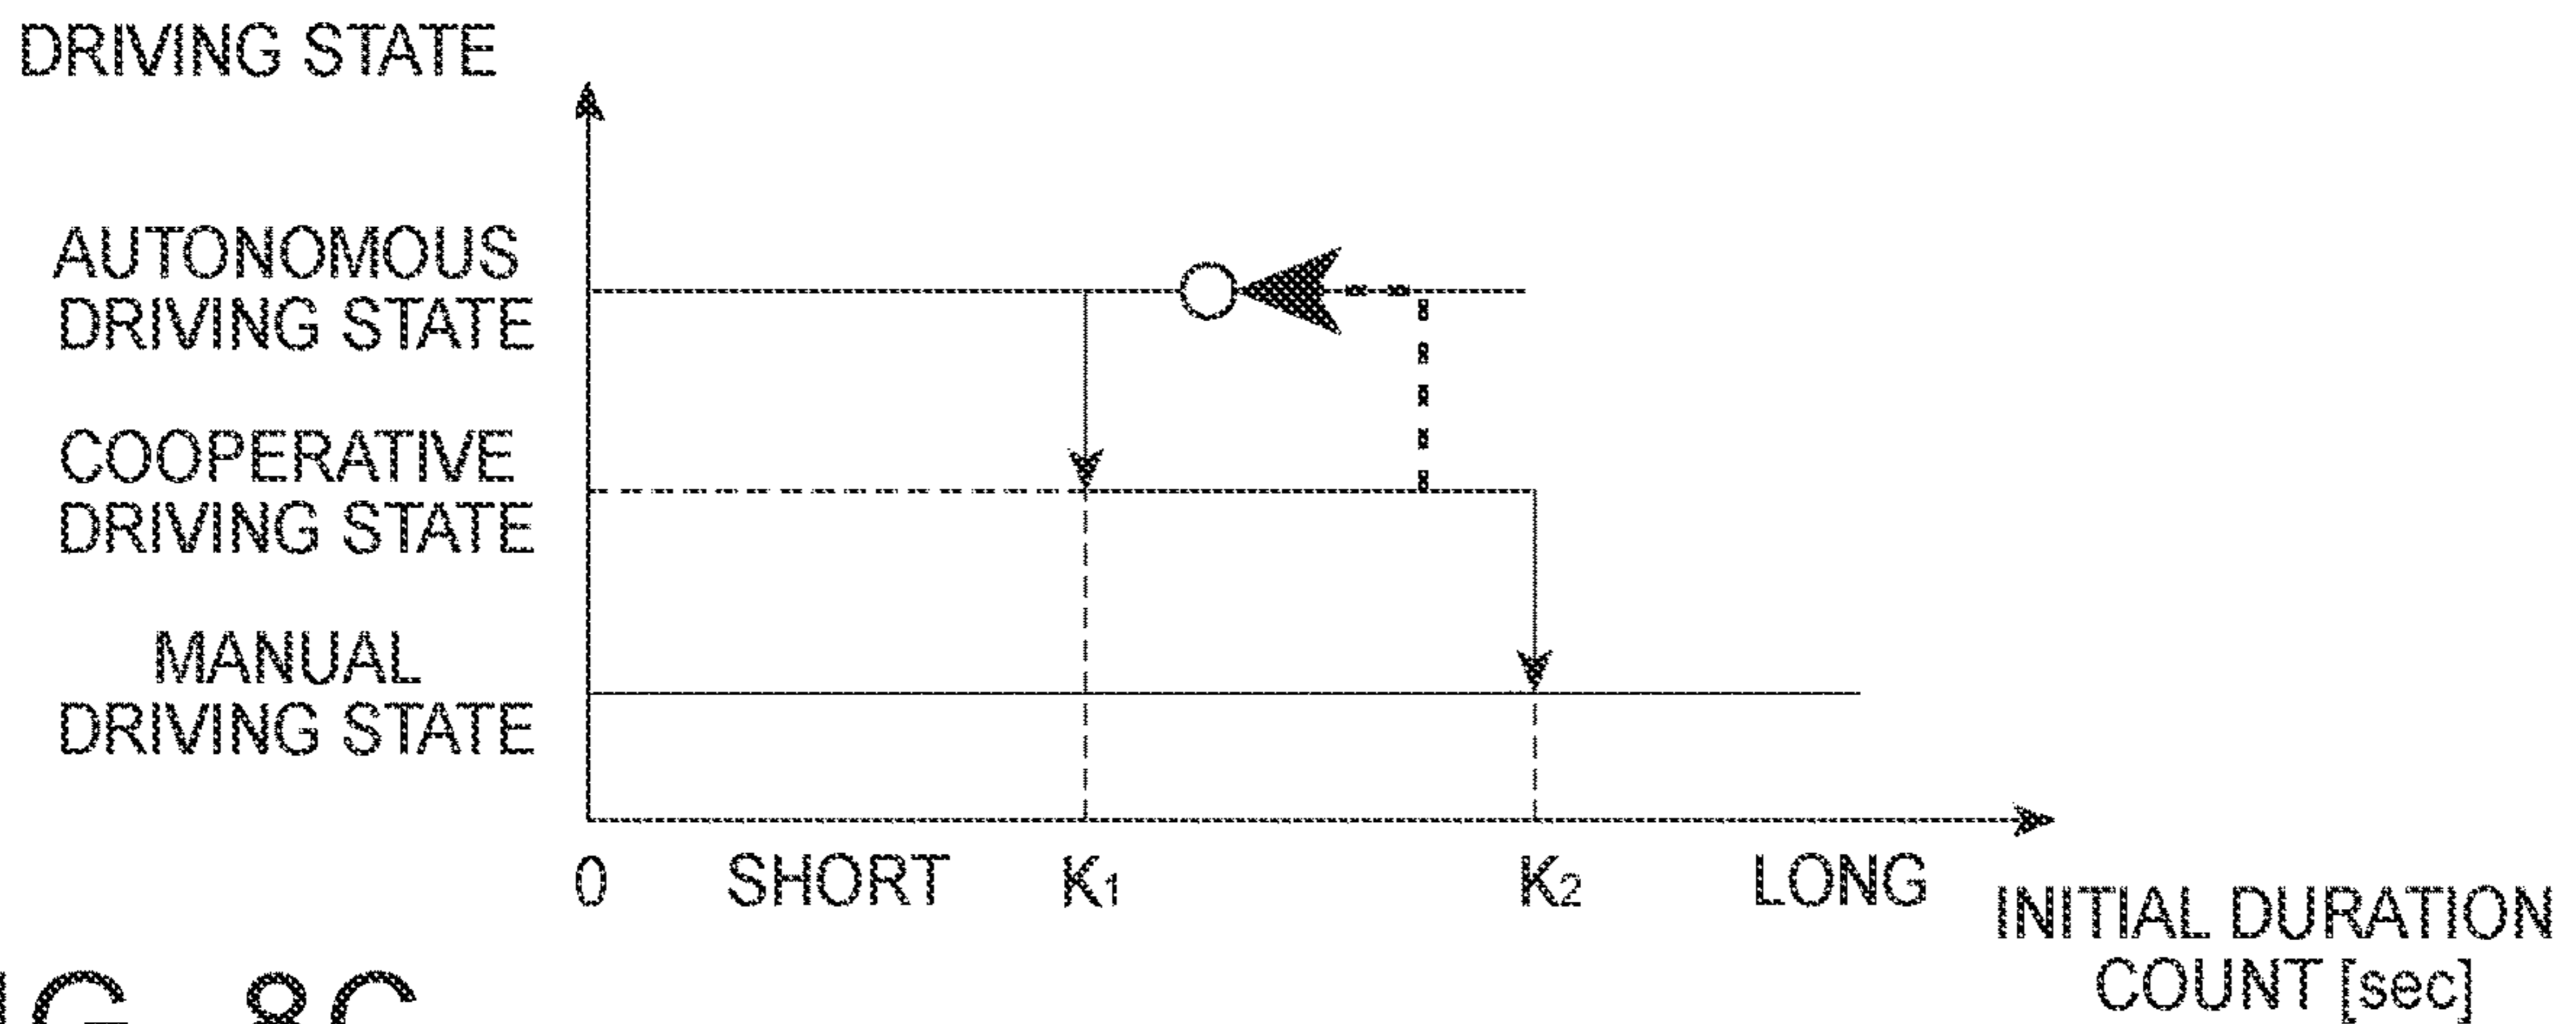 DRIVING STATE
AUTONOMOUS
DRIVING STATE
COOPERATIVE
DRIVING STATE
MANUAL
DRIVING STATE
0 SHORT K1 K2 LONG
INITIAL DURATION
COUNT [sec]
8C